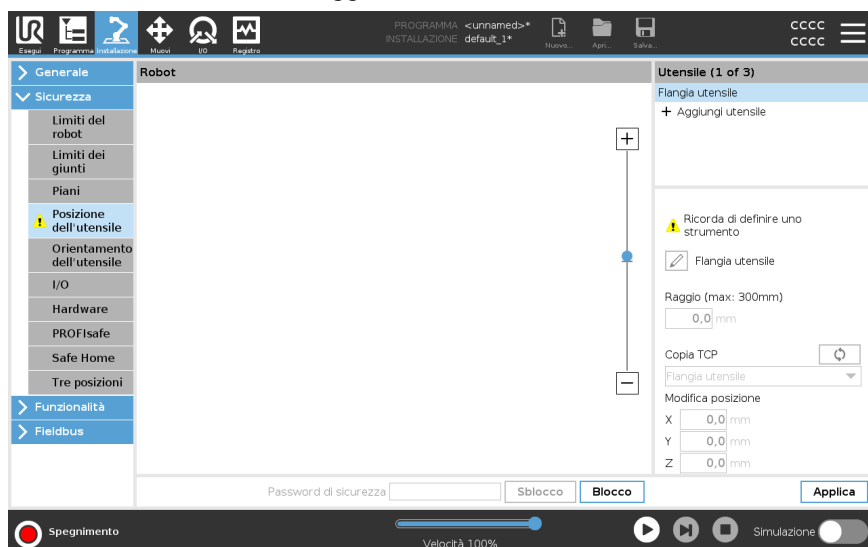 PROGRAMMA <unnamed>*
INSTALLAZIONE default_1*
Esegui
Programma
Installazione
Muovi
I/O
Registro
Nuovo...
Apri...
Salva...
cccc
cccc
Generale
Sicurezza
Limiti del
robot
Limiti dei
giunti
Piani
Posizione
dell'utensile
Orientamento
dell'utensile
I/O
Hardware
PROFIsafe
Safe Home
Tre posizioni
Funzionalità
Fieldbus
Robot
Password di sicurezza
Sblocco
Blocco
Utensile (1 of 3)
Flangia utensile
+ Aggiungi utensile
Ricorda di definire uno
strumento
Flangia utensile
Raggio (max: 300mm)
0,0 mm
Copia TCP
Flangia utensile
Modifica posizione
X 0,0 mm
Y 0,0 mm
Z 0,0 mm
Applica
Spegnimento
Velocità 100%
Simulazione